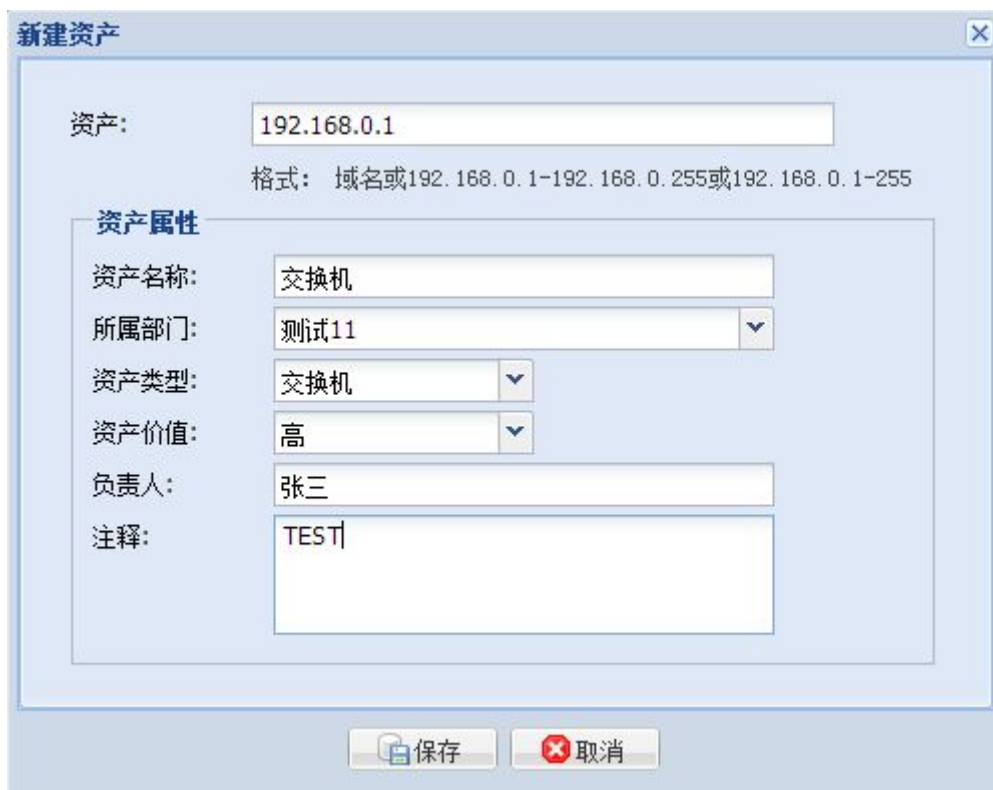 新建资产
资产: 192.168.0.1
格式: 域名或192.168.0.1-192.168.0.255或192.168.0.1-255
资产属性
资产名称: 交换机
所属部门: 测试11
资产类型: 交换机
资产价值: 高
负责人: 张三
注释: TEST
保存 取消